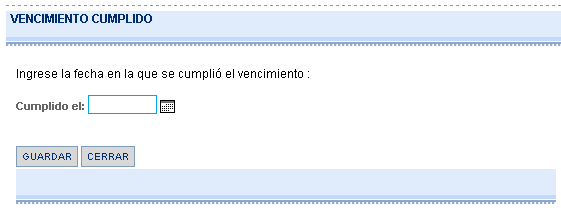 VENCIMIENTO CUMPLIDO
Ingrese la fecha en la que se cumplió el vencimiento :
Cumplido el:
GUARDAR CERRAR